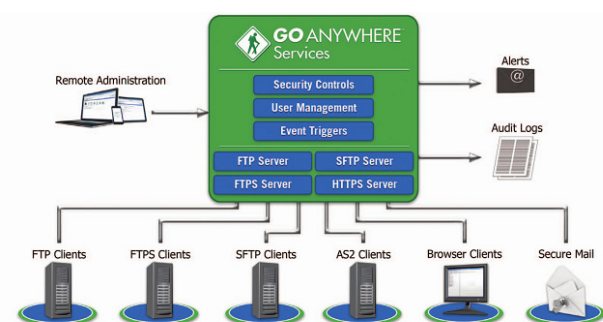 GO ANYWHERE
Services
Remote Administration
Security Controls
User Management
Event Triggers
FTP Server
SFTP Server
FTPS Server
HTTPS Server
Alerts
@
Audit Logs
FTP Clients
FTPS Clients
SFTP Clients
AS2 Clients
Browser Clients
Secure Mail